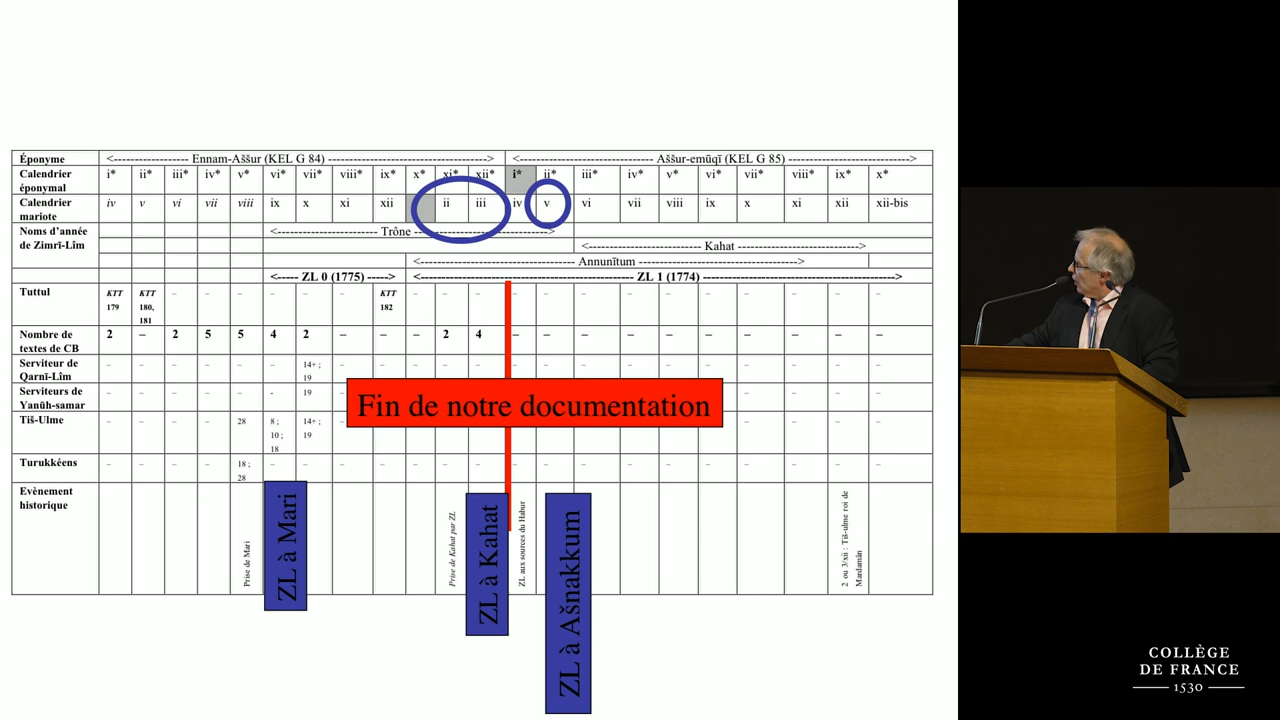 Éponyme <------------------ Ennam-Aššur (KEL G 84) ------------------------------> <--------------------------- Aššur-emūqī (KEL G 85) --------------------------->
Calendrier éponymal i* ii* iii* iv* v* vi* vii* viii* ix* x* xi* xii* i* ii* iii* iv* v* vi* vii* viii* ix* x*
Calendrier mariote iv v vi vii viii ix x xi xii ii iii iv v vi vii viii ix x xi xii xii-bis
Noms d'année de Zimrī-Lîm <-------------------- Trône -------------------------->
<---------------------- Kahat ------------------------>
<------------------------------ Annunîtum --------------------->
<----- ZL 0 (1775) -----> <----------------------------------------- ZL 1 (1774) -------------------------------------->
Tuttul KTT 179 KTT 180, 181 – – – – – – KTT 182 – – – – – – – – – – – – –
Nombre de textes de CB 2 – 2 5 5 4 2 – – – 2 4 – – – – – – – – – –
Serviteur de Qarnī-Lîm – – – – – – 14+ ; 19 – – – – – – – – – – – – – – –
Serviteurs de Yanūh-samar – – – – – - 19
Tiš-Ulme – – – – 28 8 ; 10 ; 18 14+ ; 19 – – – – – – – – – – – – – – –
Turukkéens – – – – 18 ; 28 – – – – – – – – – – – – – – – – –
Evènement historique
Prise de Mari
Prise de Kahat par ZL
ZL aux sources du Habur
2 ou 3/xii : Tiš-ulme roi de Mardamān
Fin de notre documentation
ZL à Mari
ZL à Kahat
ZL à Ašnakkum
COLLÈGE
DE FRANCE
1530